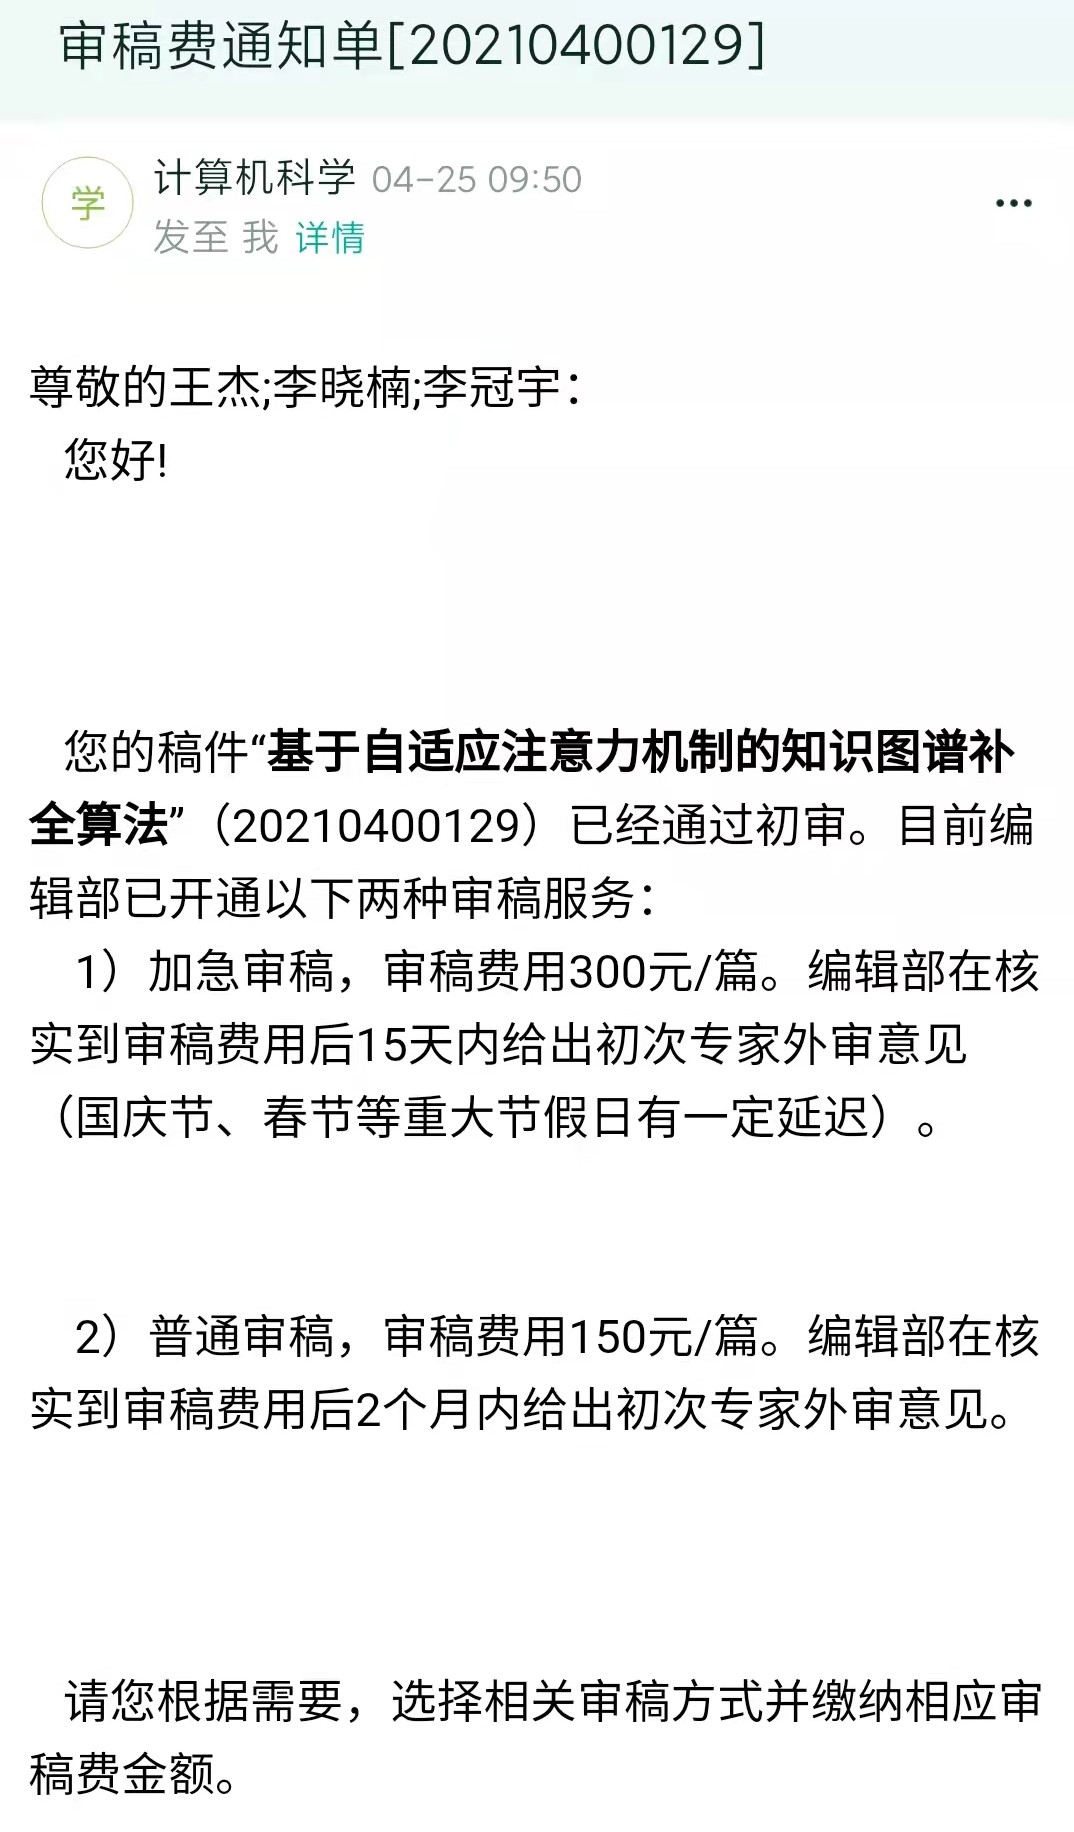 审稿费通知单[20210400129]
学
计算机科学 04-25 09:50
发至 我 详情
尊敬的王杰;李晓楠;李冠宇：
您好!
您的稿件“基于自适应注意力机制的知识图谱补
全算法”（20210400129）已经通过初审。目前编
辑部已开通以下两种审稿服务：
1）加急审稿，审稿费用300元/篇。编辑部在核
实到审稿费用后15天内给出初次专家外审意见
（国庆节、春节等重大节假日有一定延迟）。
2）普通审稿，审稿费用150元/篇。编辑部在核
实到审稿费用后2个月内给出初次专家外审意见。
请您根据需要，选择相关审稿方式并缴纳相应审
稿费金额。